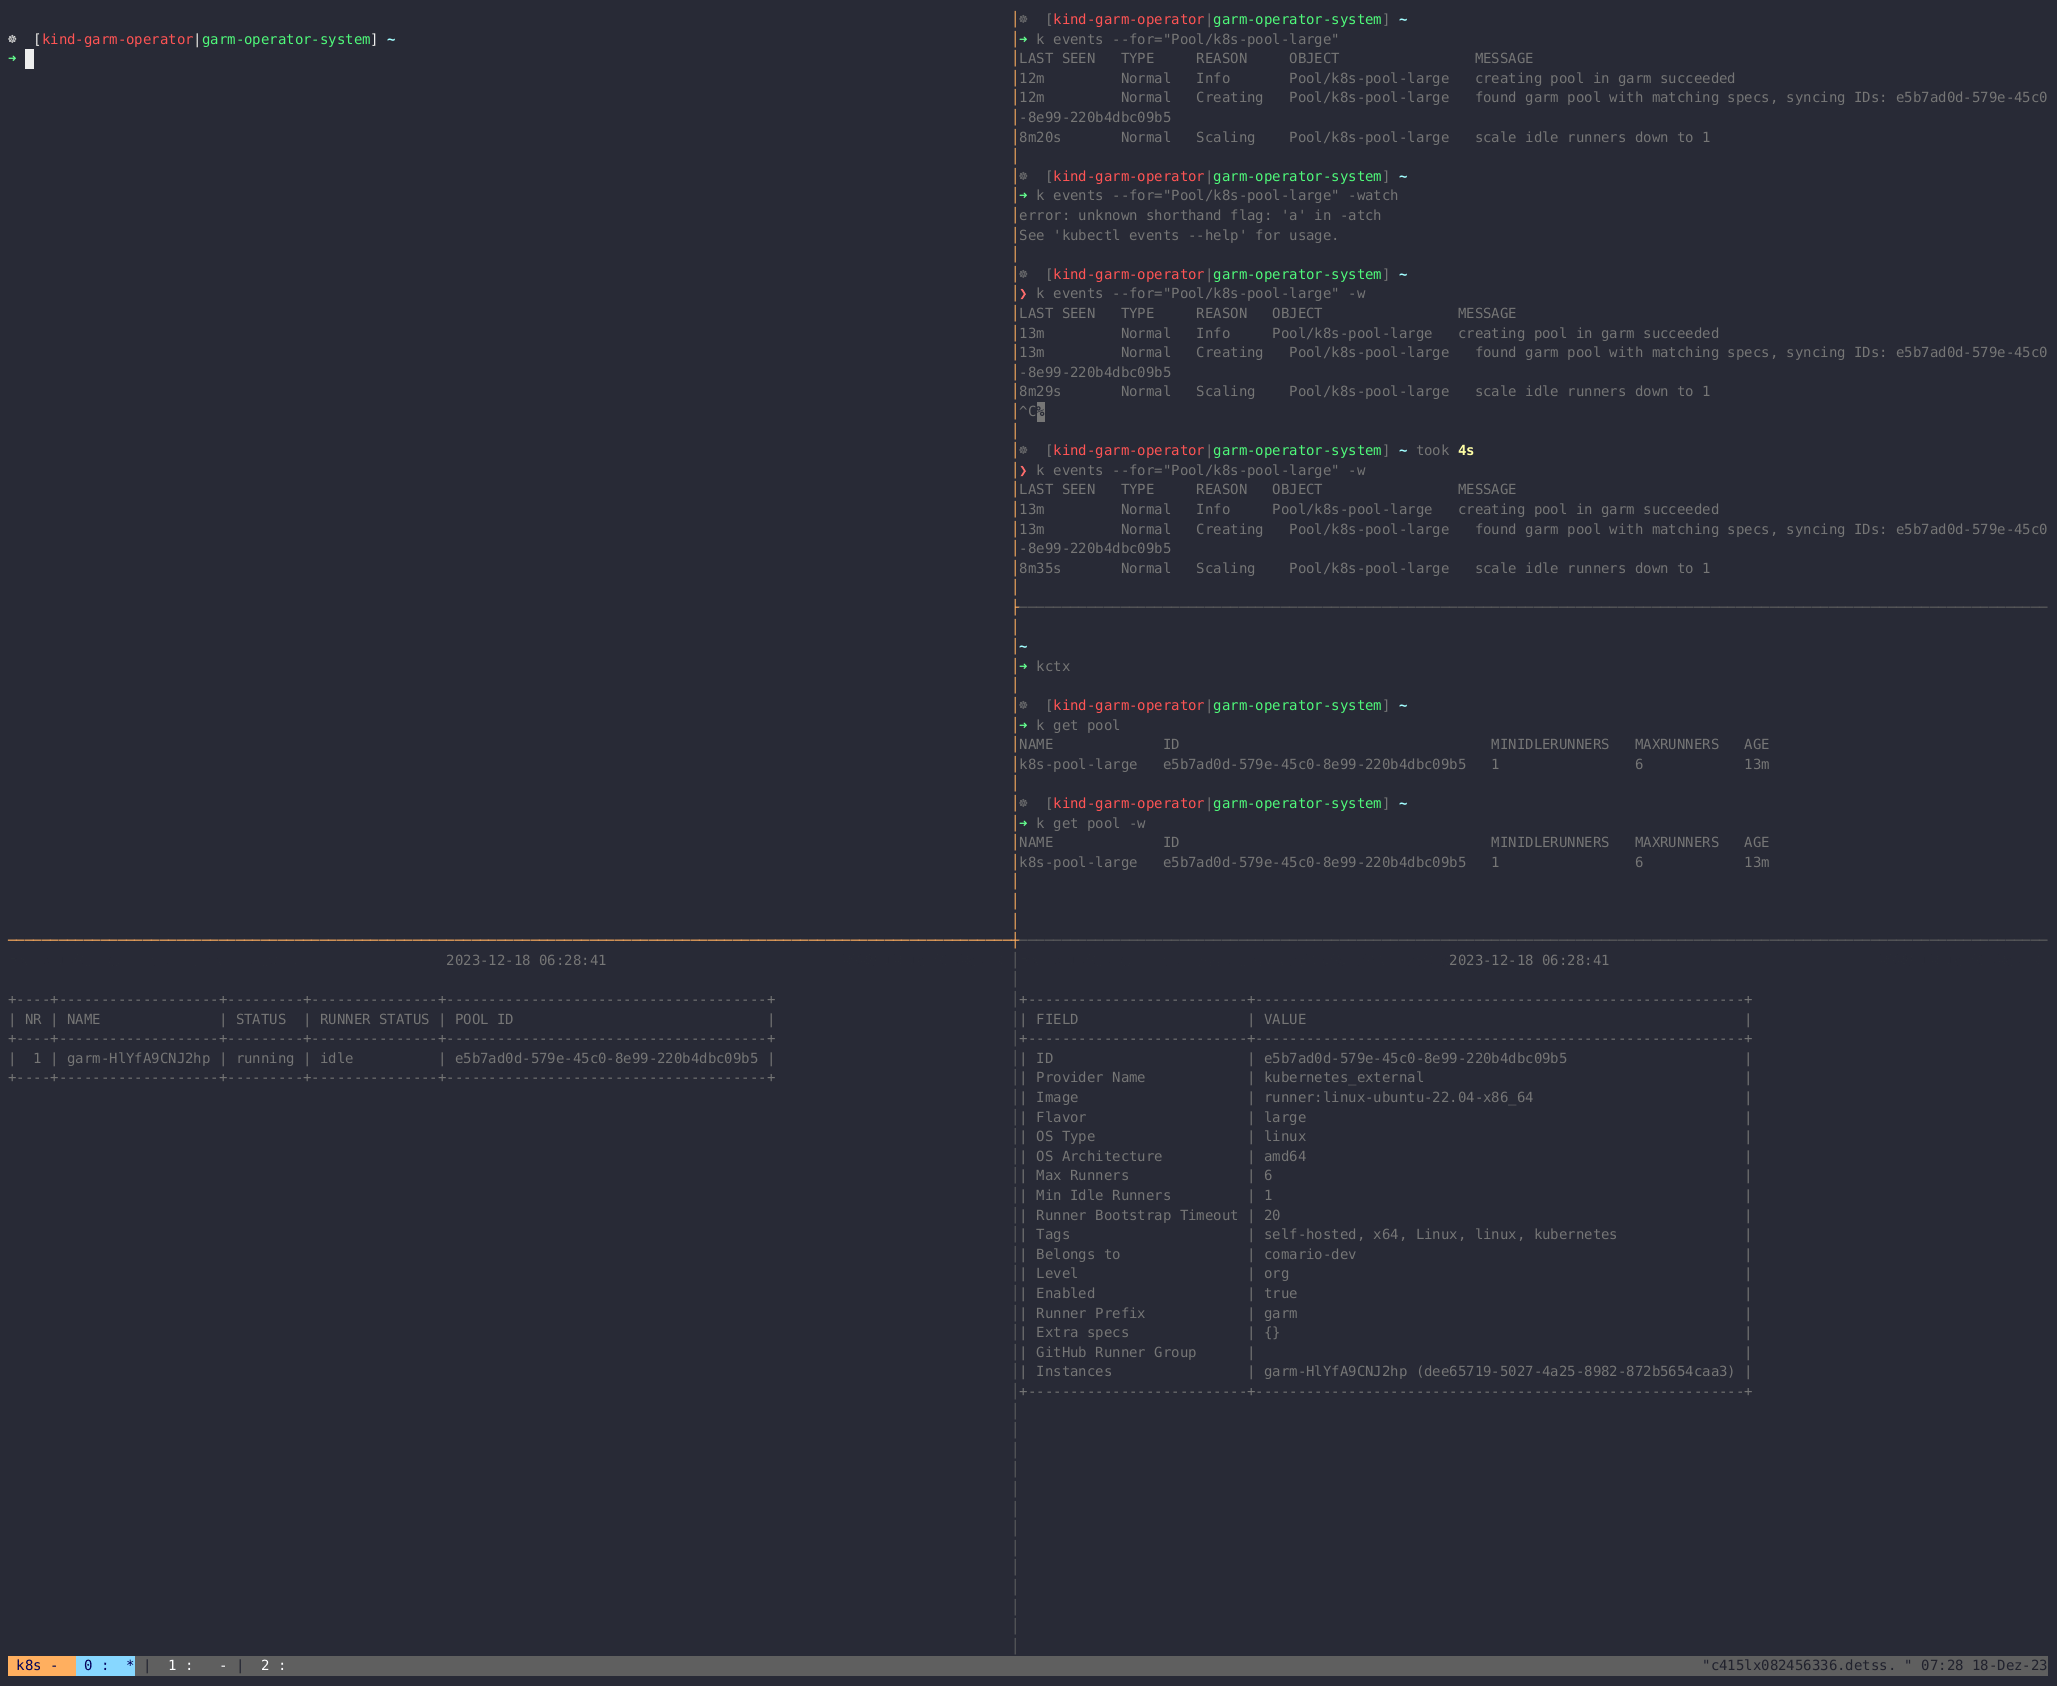 ☸  [kind-garm-operator|garm-operator-system] ~
➜
☸  [kind-garm-operator|garm-operator-system] ~
➜ k events --for="Pool/k8s-pool-large"
LAST SEEN   TYPE     REASON     OBJECT                MESSAGE
12m         Normal   Info       Pool/k8s-pool-large   creating pool in garm succeeded
12m         Normal   Creating   Pool/k8s-pool-large   found garm pool with matching specs, syncing IDs: e5b7ad0d-579e-45c0
-8e99-220b4dbc09b5
8m20s       Normal   Scaling    Pool/k8s-pool-large   scale idle runners down to 1
☸  [kind-garm-operator|garm-operator-system] ~
➜ k events --for="Pool/k8s-pool-large" -watch
error: unknown shorthand flag: 'a' in -atch
See 'kubectl events --help' for usage.
☸  [kind-garm-operator|garm-operator-system] ~
❯ k events --for="Pool/k8s-pool-large" -w
LAST SEEN   TYPE     REASON   OBJECT                MESSAGE
13m         Normal   Info     Pool/k8s-pool-large   creating pool in garm succeeded
13m         Normal   Creating   Pool/k8s-pool-large   found garm pool with matching specs, syncing IDs: e5b7ad0d-579e-45c0
-8e99-220b4dbc09b5
8m29s       Normal   Scaling    Pool/k8s-pool-large   scale idle runners down to 1
^C%
☸  [kind-garm-operator|garm-operator-system] ~ took 4s
❯ k events --for="Pool/k8s-pool-large" -w
LAST SEEN   TYPE     REASON   OBJECT                MESSAGE
13m         Normal   Info     Pool/k8s-pool-large   creating pool in garm succeeded
13m         Normal   Creating   Pool/k8s-pool-large   found garm pool with matching specs, syncing IDs: e5b7ad0d-579e-45c0
-8e99-220b4dbc09b5
8m35s       Normal   Scaling    Pool/k8s-pool-large   scale idle runners down to 1
~
➜ kctx
☸  [kind-garm-operator|garm-operator-system] ~
➜ k get pool
NAME             ID                                     MINIDLERUNNERS   MAXRUNNERS   AGE
k8s-pool-large   e5b7ad0d-579e-45c0-8e99-220b4dbc09b5   1                6            13m
☸  [kind-garm-operator|garm-operator-system] ~
➜ k get pool -w
NAME             ID                                     MINIDLERUNNERS   MAXRUNNERS   AGE
k8s-pool-large   e5b7ad0d-579e-45c0-8e99-220b4dbc09b5   1                6            13m
2023-12-18 06:28:41
+----+-------------------+---------+---------------+--------------------------------------+
| NR | NAME              | STATUS  | RUNNER STATUS | POOL ID                              |
+----+-------------------+---------+---------------+--------------------------------------+
|  1 | garm-HlYfA9CNJ2hp | running | idle          | e5b7ad0d-579e-45c0-8e99-220b4dbc09b5 |
+----+-------------------+---------+---------------+--------------------------------------+
2023-12-18 06:28:41
+--------------------------+----------------------------------------------------------+
| FIELD                    | VALUE                                                    |
+--------------------------+----------------------------------------------------------+
| ID                       | e5b7ad0d-579e-45c0-8e99-220b4dbc09b5                     |
| Provider Name            | kubernetes_external                                      |
| Image                    | runner:linux-ubuntu-22.04-x86_64                         |
| Flavor                   | large                                                    |
| OS Type                  | linux                                                    |
| OS Architecture          | amd64                                                    |
| Max Runners              | 6                                                        |
| Min Idle Runners         | 1                                                        |
| Runner Bootstrap Timeout | 20                                                       |
| Tags                     | self-hosted, x64, Linux, linux, kubernetes               |
| Belongs to               | comario-dev                                              |
| Level                    | org                                                      |
| Enabled                  | true                                                     |
| Runner Prefix            | garm                                                     |
| Extra specs              | {}                                                       |
| GitHub Runner Group      |                                                          |
| Instances                | garm-HlYfA9CNJ2hp (dee65719-5027-4a25-8982-872b5654caa3) |
+--------------------------+----------------------------------------------------------+
k8s -  0 :  * |  1 :   - |  2 :  "c415lx082456336.detss. " 07:28 18-Dez-23